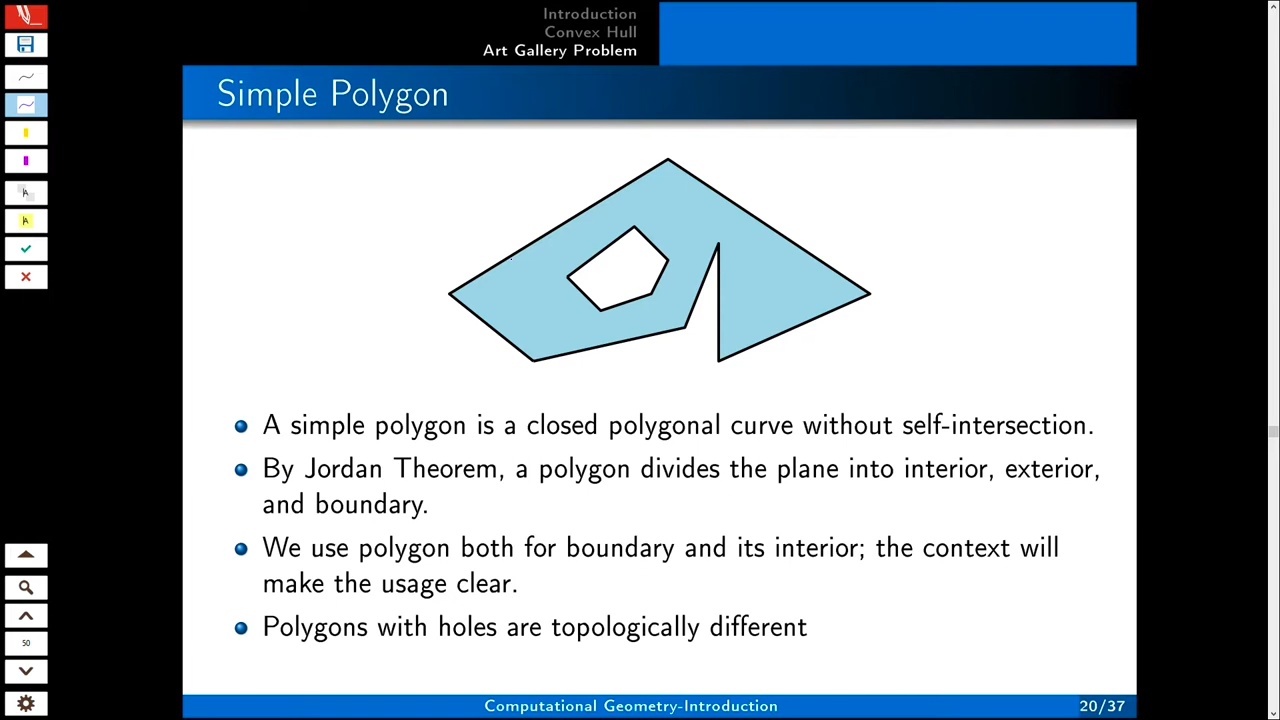 Introduction
Convex Hull
Art Gallery Problem
Simple Polygon
A simple polygon is a closed polygonal curve without self-intersection.
By Jordan Theorem, a polygon divides the plane into interior, exterior,
and boundary.
We use polygon both for boundary and its interior; the context will
make the usage clear.
Polygons with holes are topologically different
A
A
50
Computational Geometry-Introduction
20/37